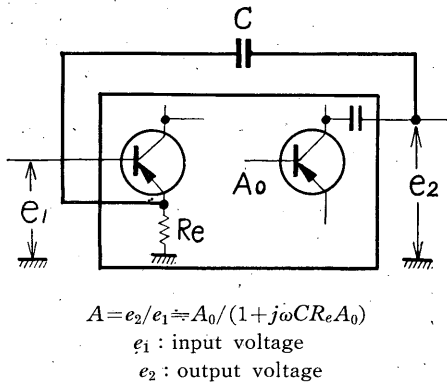 C
A₀
e₁
Re
e₂
A=e₂/e₁≒A₀/(1+jωCRₑA₀)
e₁ : input voltage
e₂ : output voltage